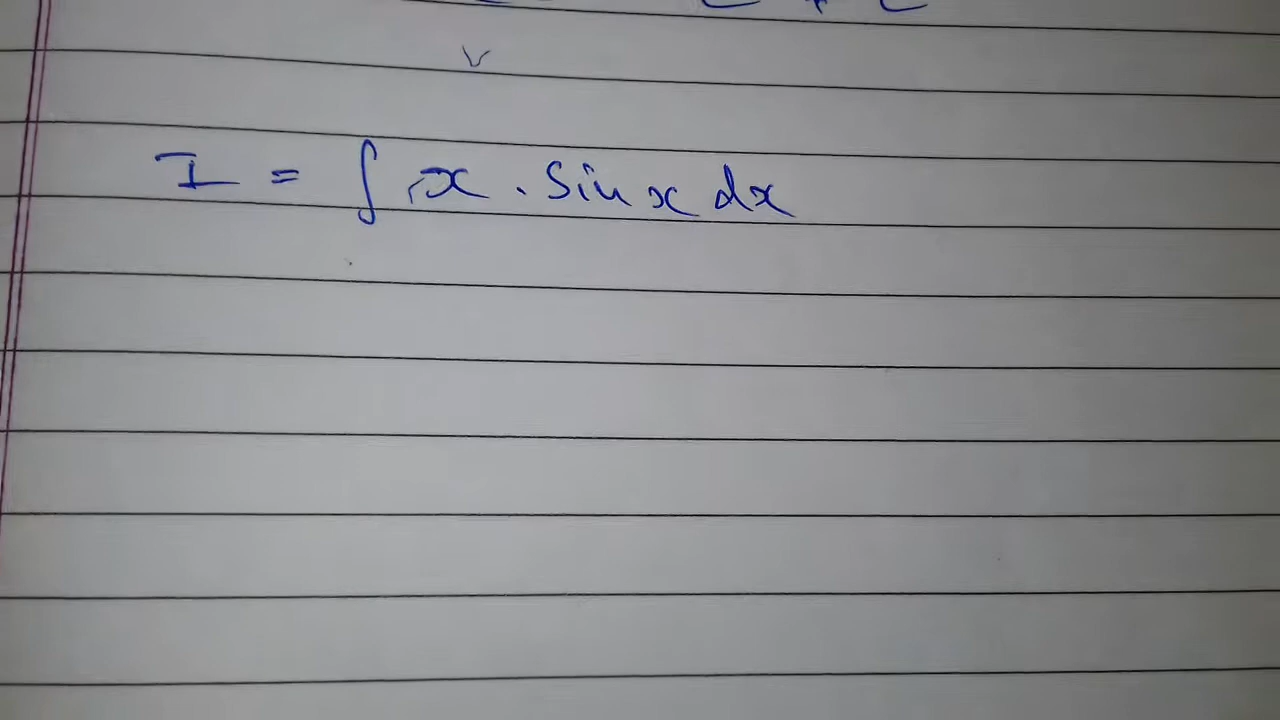 I = ∫ x . Sin x dx